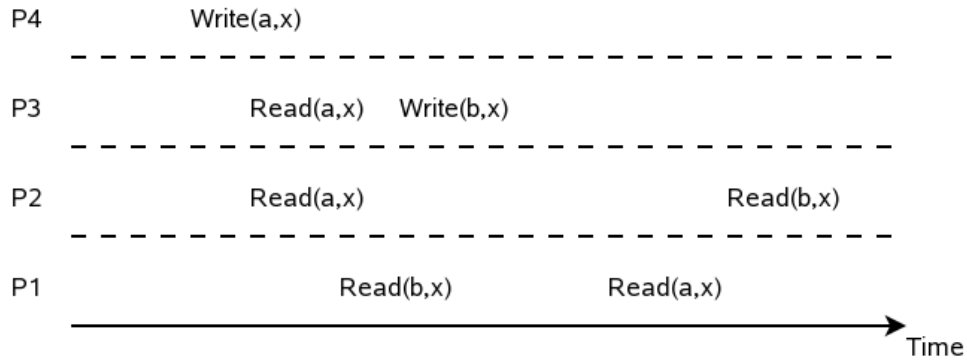 P4 Write(a,x)
P3 Read(a,x) Write(b,x)
P2 Read(a,x) Read(b,x)
P1 Read(b,x) Read(a,x)
Time